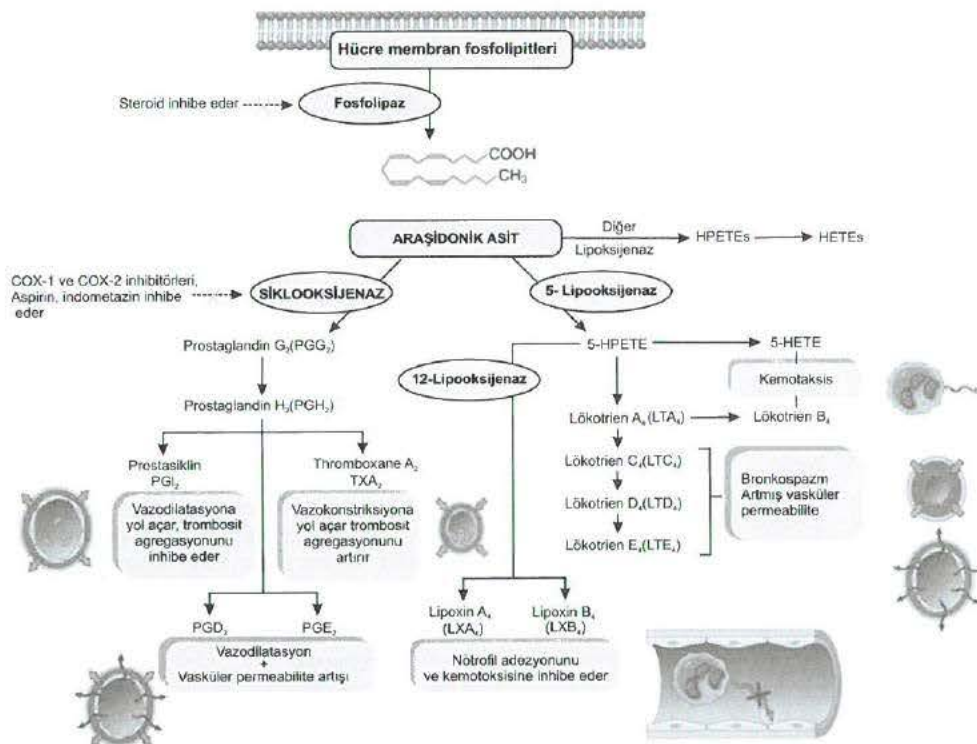 Hücre membran fosfolipitleri
Steroid inhibe eder
Fosfolipaz
COOH
CH₃
ARAŞİDONİK ASİT
Diğer
Lipoksijenaz
HPETEs
HETEs
COX-1 ve COX-2 inhibitörleri,
Aspirin, indometazin inhibe
eder
SİKLOOKSİJENAZ
5- Lipooksijenaz
Prostaglandin G₂(PGG₂)
5-HPETE
5-HETE
12-Lipooksijenaz
Kemotaksis
Prostaglandin H₂(PGH₂)
Lökotrien A₄(LTA₄)
Lökotrien B₄
Prostasiklin
PGI₂
Thromboxane A₂
TXA₂
Lökotrien C₄(LTC₄)
Lökotrien D₄(LTD₄)
Lökotrien E₄(LTE₄)
Bronkospazm
Artmış vasküler
permeabilite
Vazodilatasyona
yol açar, trombosit
agregasyonunu
inhibe eder
Vazokonstriksiyona
yol açar trombosit
agregasyonunu
artırır
PGD₂
PGE₂
Vazodilatasyon
+
Vasküler permeabilite artışı
Lipoxin A₄
(LXA₄)
Lipoxin B₄
(LXB₄)
Nötrofil adezyonunu
ve kemotoksisine inhibe eder